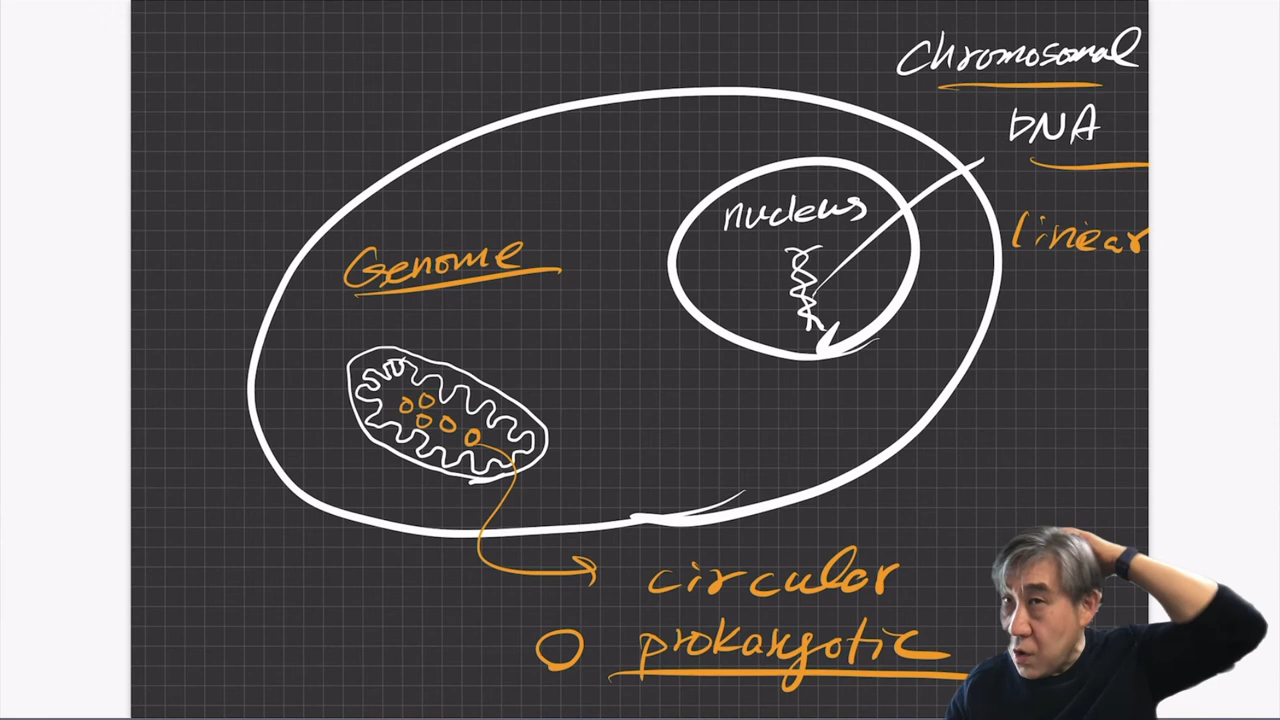 chromosomal
DNA
linear
nucleus
Genome
circular
prokaryotic